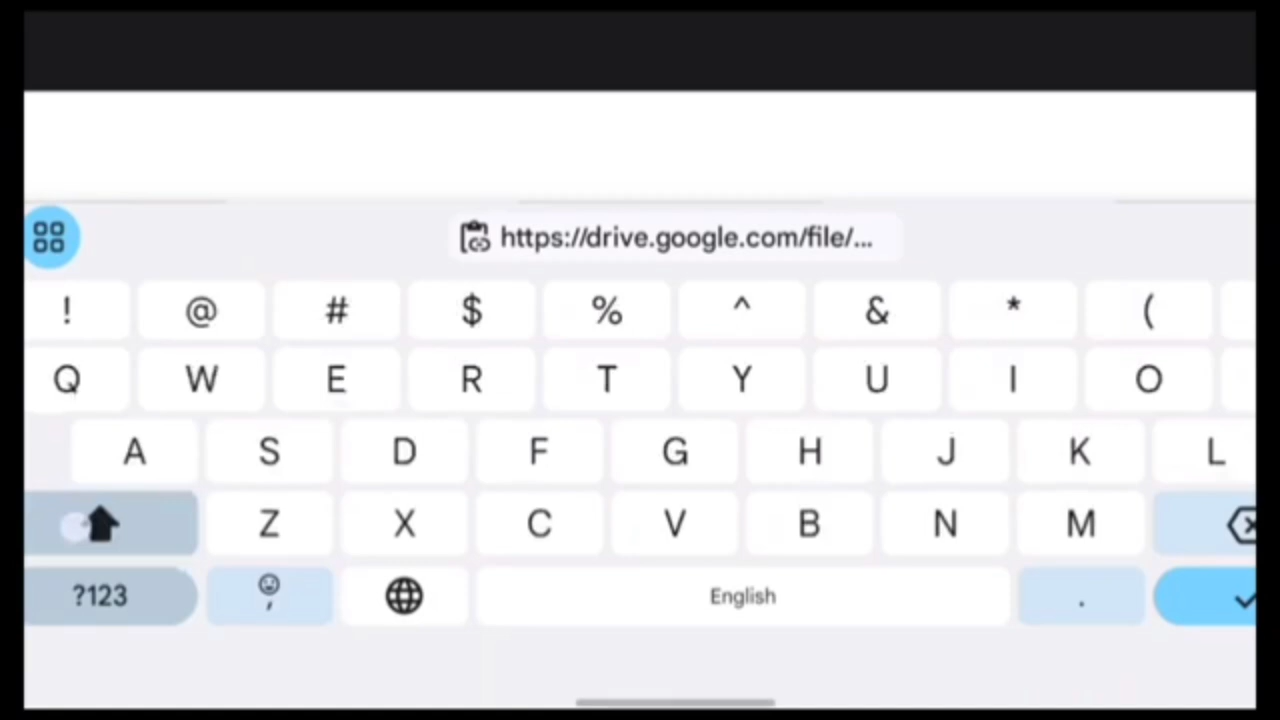 https://drive.google.com/file/...
! @ # $ % ^ & * (
Q W E R T Y U I O
A S D F G H J K L
Z X C V B N M
?123 , English .